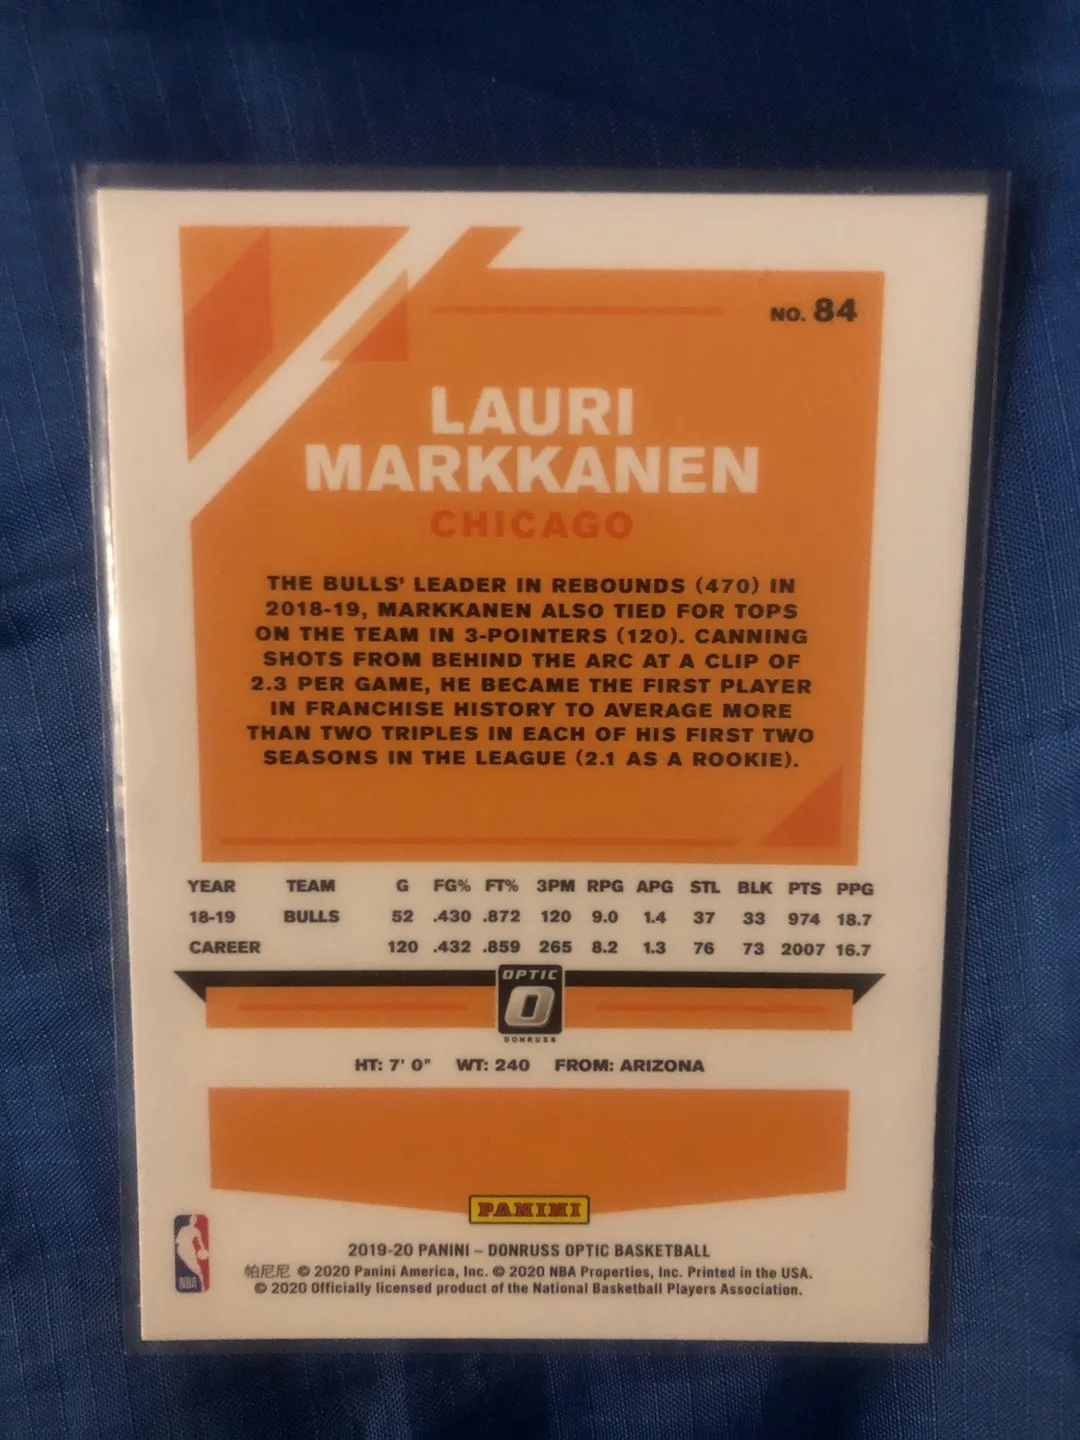 NO. 84
LAURI
MARKKANEN
CHICAGO
THE BULLS' LEADER IN REBOUNDS (470) IN
2018-19, MARKKANEN ALSO TIED FOR TOPS
ON THE TEAM IN 3-POINTERS (120). CANNING
SHOTS FROM BEHIND THE ARC AT A CLIP OF
2.3 PER GAME, HE BECAME THE FIRST PLAYER
IN FRANCHISE HISTORY TO AVERAGE MORE
THAN TWO TRIPLES IN EACH OF HIS FIRST TWO
SEASONS IN THE LEAGUE (2.1 AS A ROOKIE).
YEAR TEAM G FG% FT% 3PM RPG APG STL BLK PTS PPG
18-19 BULLS 52 .430 .872 120 9.0 1.4 37 33 974 18.7
CAREER 120 .432 .859 265 8.2 1.3 76 73 2007 16.7
OPTIC
O
DONRUSS
HT: 7' 0" WT: 240 FROM: ARIZONA
PANINI
NBA
2019-20 PANINI – DONRUSS OPTIC BASKETBALL
帕尼尼 © 2020 Panini America, Inc. © 2020 NBA Properties, Inc. Printed in the USA.
© 2020 Officially licensed product of the National Basketball Players Association.